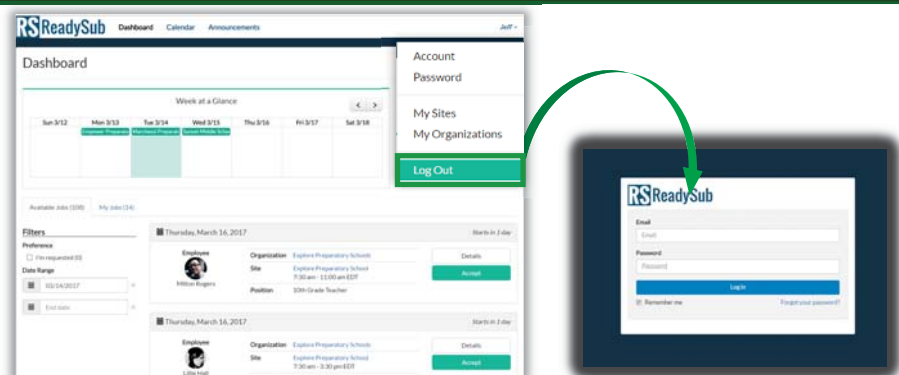 RS ReadySub Dashboard Calendar Announcements Jeff
Dashboard
Account
Password
My Sites
My Organizations
Log Out
Week at a Glance
< >
Sun 3/12 Mon 3/13 Tue 3/14 Wed 3/15 Thu 3/16 Fri 3/17 Sat 3/18
Available Jobs (108) My Jobs (14)
Filters
Preference
I'm requested (0)
Date Range
03/14/2017
End date
Thursday, March 16, 2017 Starts in 1 day
Employee Organization Explore Preparatory Schools Details
Site Explore Preparatory School Accept
7:30 am - 11:00 am EDT
Milton Rogers
Position 10th Grade Teacher
Thursday, March 16, 2017 Starts in 1 day
Employee Organization Explore Preparatory Schools Details
Site Explore Preparatory School Accept
7:30 am - 3:30 pm EDT
Lillie Hall
RS ReadySub
Email
Email
Password
Password
Log In
Remember me Forgot your password?